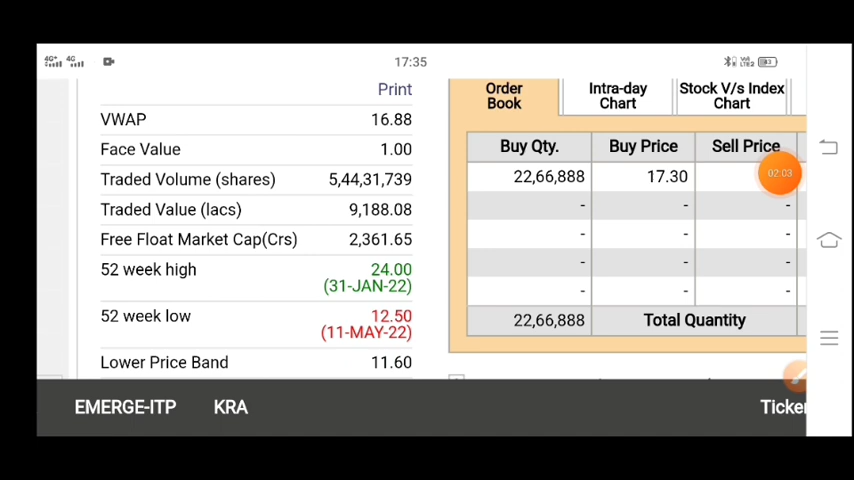 17:35
Print
VWAP 16.88
Face Value 1.00
Traded Volume (shares) 5,44,31,739
Traded Value (lacs) 9,188.08
Free Float Market Cap(Crs) 2,361.65
52 week high 24.00
(31-JAN-22)
52 week low 12.50
(11-MAY-22)
Lower Price Band 11.60
Order Book Intra-day Chart Stock V/s Index Chart
Buy Qty. Buy Price Sell Price
22,66,888 17.30
02:03
- - -
- - -
- - -
- - -
22,66,888 Total Quantity
EMERGE-ITP KRA Ticker